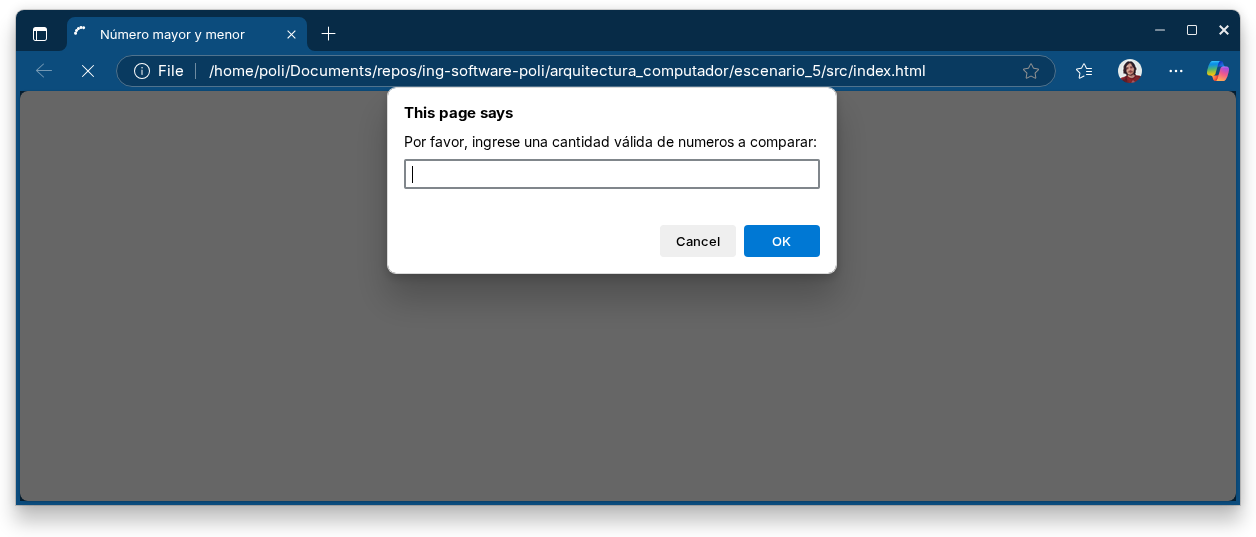 Número mayor y menor
File /home/poli/Documents/repos/ing-software-poli/arquitectura_computador/escenario_5/src/index.html
This page says
Por favor, ingrese una cantidad válida de numeros a comparar:
Cancel OK